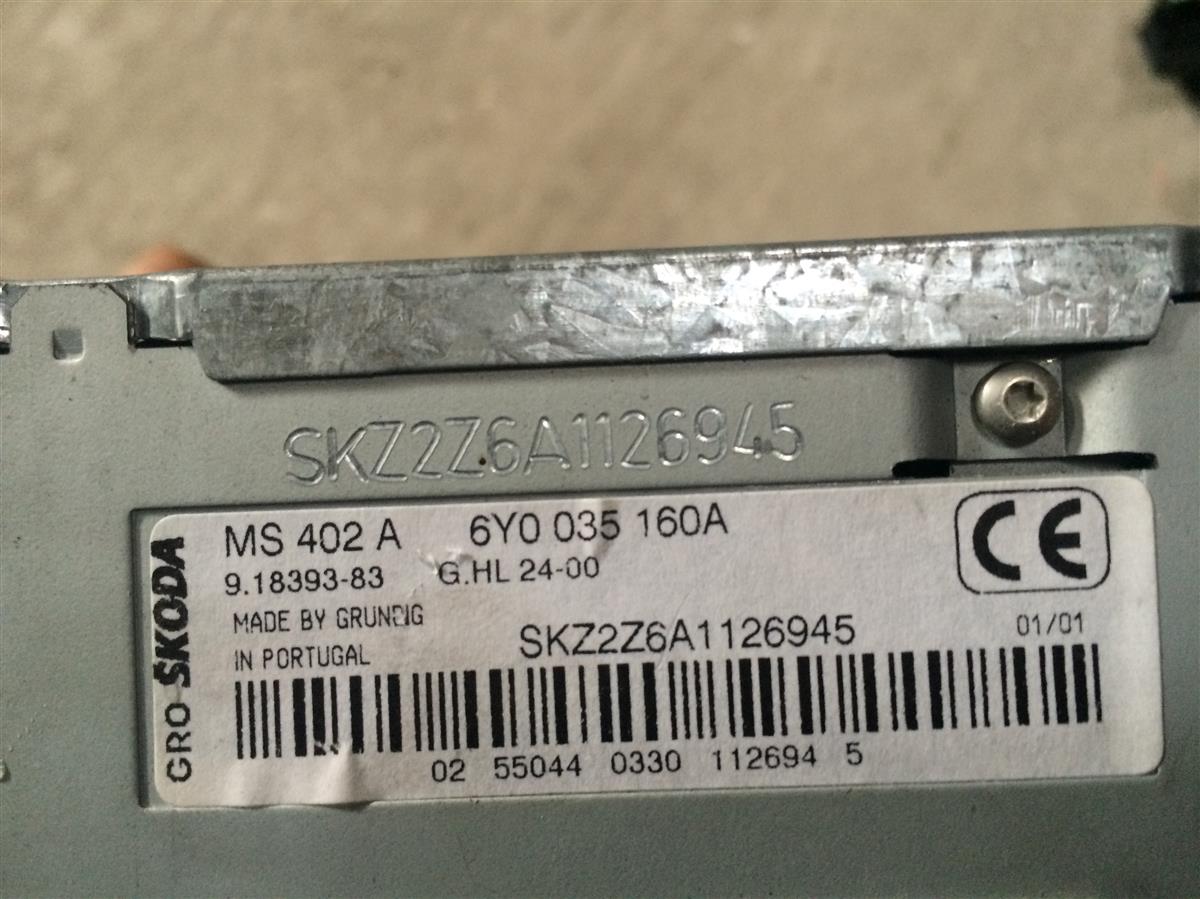 SKZ2Z6A1126945
MS 402 A 6Y0 035 160A
9.18393-83 G.HL 24-00
MADE BY GRUNDIG
IN PORTUGAL
SKZ2Z6A1126945 01/01
02 55044 0330 112694 5
GRO SKODA
CE